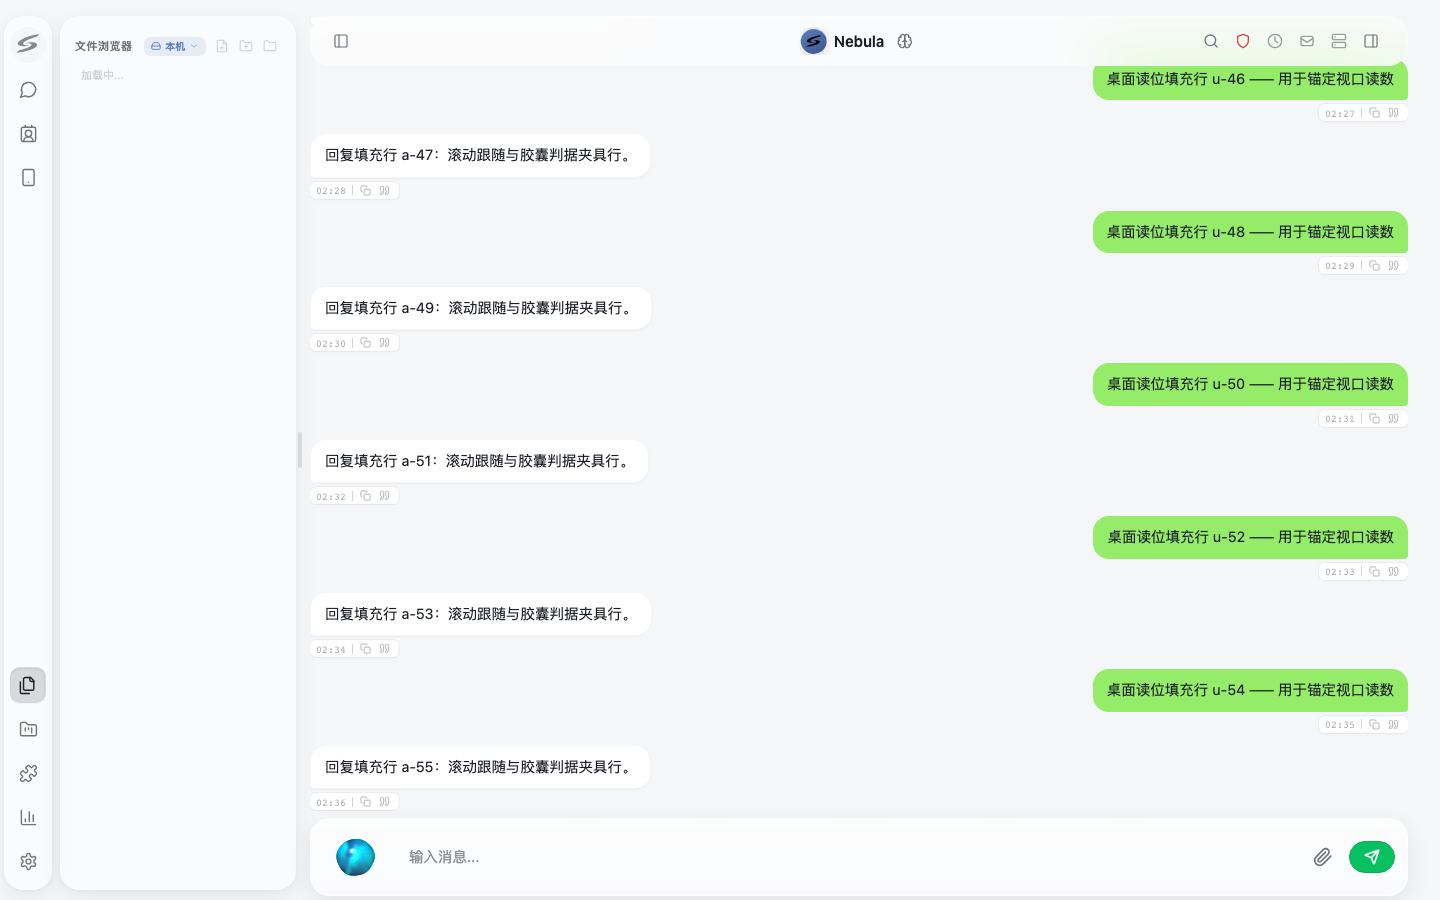 文件浏览器
本机
加载中...
Nebula
桌面读位填充行 u-46 —— 用于锚定视口读数
02:27
回复填充行 a-47：滚动跟随与胶囊判据夹具行。
02:28
桌面读位填充行 u-48 —— 用于锚定视口读数
02:29
回复填充行 a-49：滚动跟随与胶囊判据夹具行。
02:30
桌面读位填充行 u-50 —— 用于锚定视口读数
02:31
回复填充行 a-51：滚动跟随与胶囊判据夹具行。
02:32
桌面读位填充行 u-52 —— 用于锚定视口读数
02:33
回复填充行 a-53：滚动跟随与胶囊判据夹具行。
02:34
桌面读位填充行 u-54 —— 用于锚定视口读数
02:35
回复填充行 a-55：滚动跟随与胶囊判据夹具行。
02:36
输入消息...